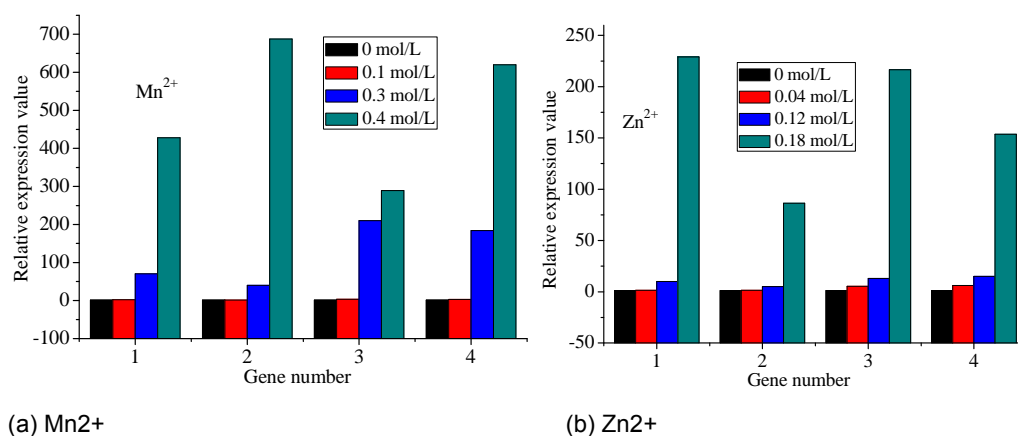 700
600
500
400
300
200
100
0
-100
Relative expression value
Mn2+
0 mol/L
0.1 mol/L
0.3 mol/L
0.4 mol/L
1 2 3 4
Gene number
(a) Mn2+
250
200
150
100
50
0
-50
Relative expression value
Zn2+
0 mol/L
0.04 mol/L
0.12 mol/L
0.18 mol/L
1 2 3 4
Gene number
(b) Zn2+